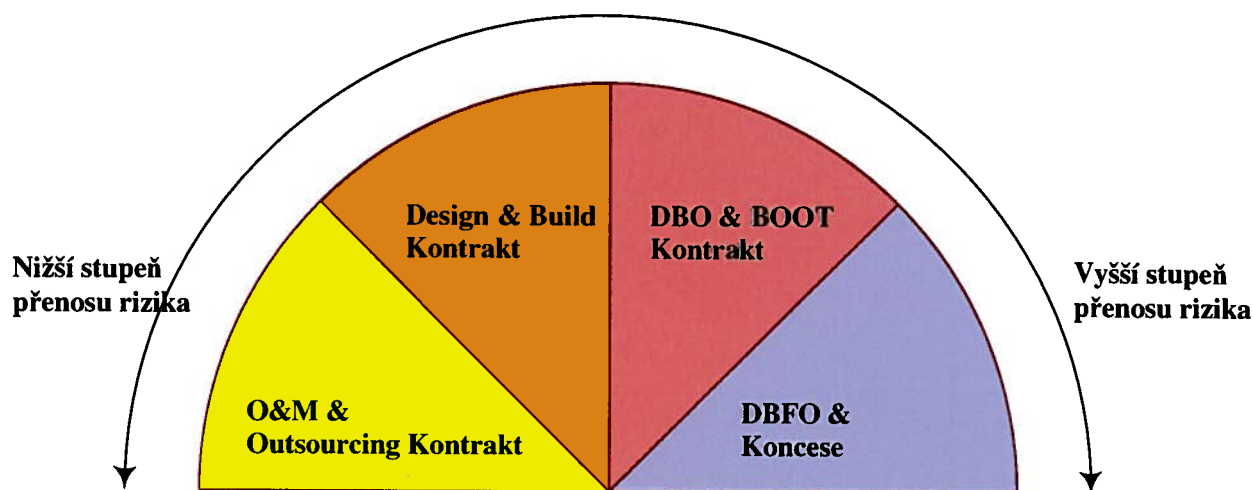 Design & Build
Kontrakt
DBO & BOOT
Kontrakt
Nižší stupeň
přenosu rizika
Vyšší stupeň
přenosu rizika
O&M &
Outsourcing Kontrakt
DBFO &
Koncese